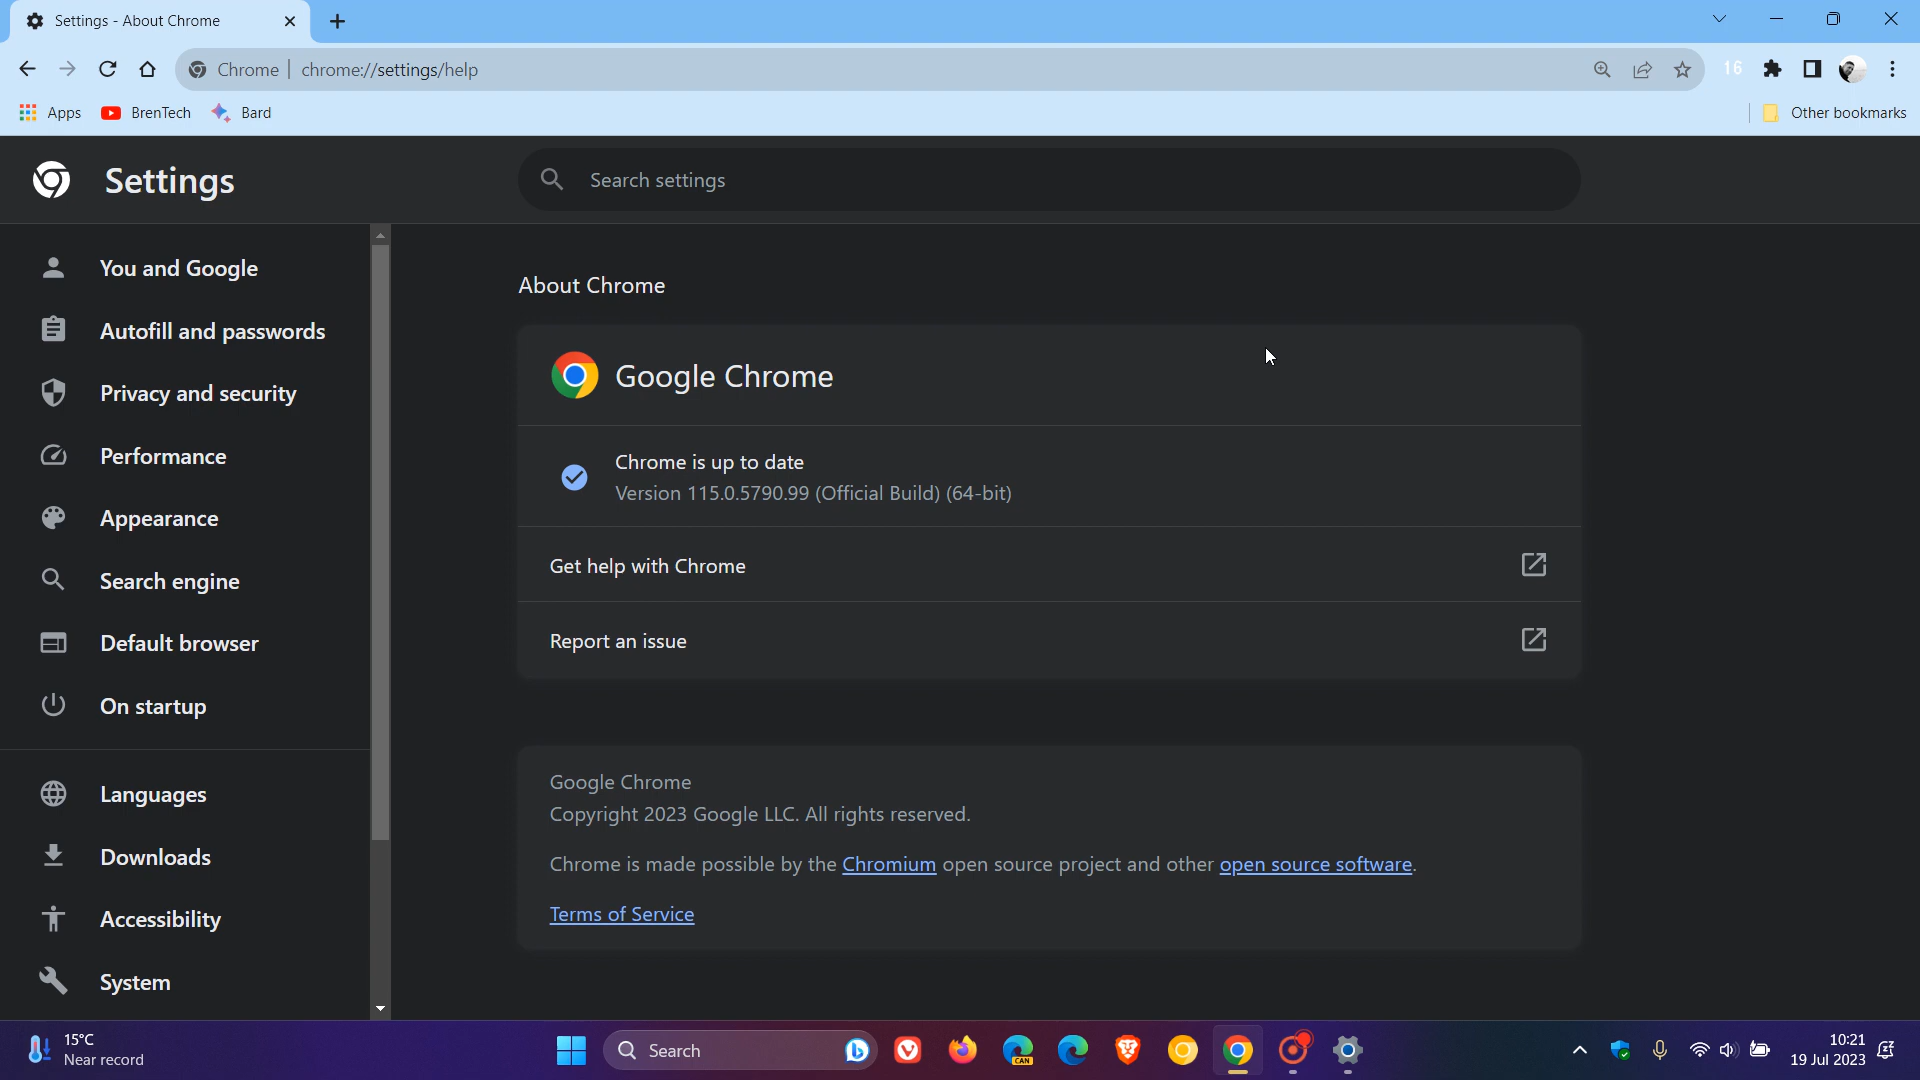 Settings - About Chrome
Chrome | chrome://settings/help
16
Apps
BrenTech
Bard
Other bookmarks
Settings
Search settings
You and Google
Autofill and passwords
Privacy and security
Performance
Appearance
Search engine
Default browser
On startup
Languages
Downloads
Accessibility
System
About Chrome
Google Chrome
Chrome is up to date
Version 115.0.5790.99 (Official Build) (64-bit)
Get help with Chrome
Report an issue
Google Chrome
Copyright 2023 Google LLC. All rights reserved.
Chrome is made possible by the Chromium open source project and other open source software.
Terms of Service
15°C
Near record
Search
CAN
10:21
19 Jul 2023